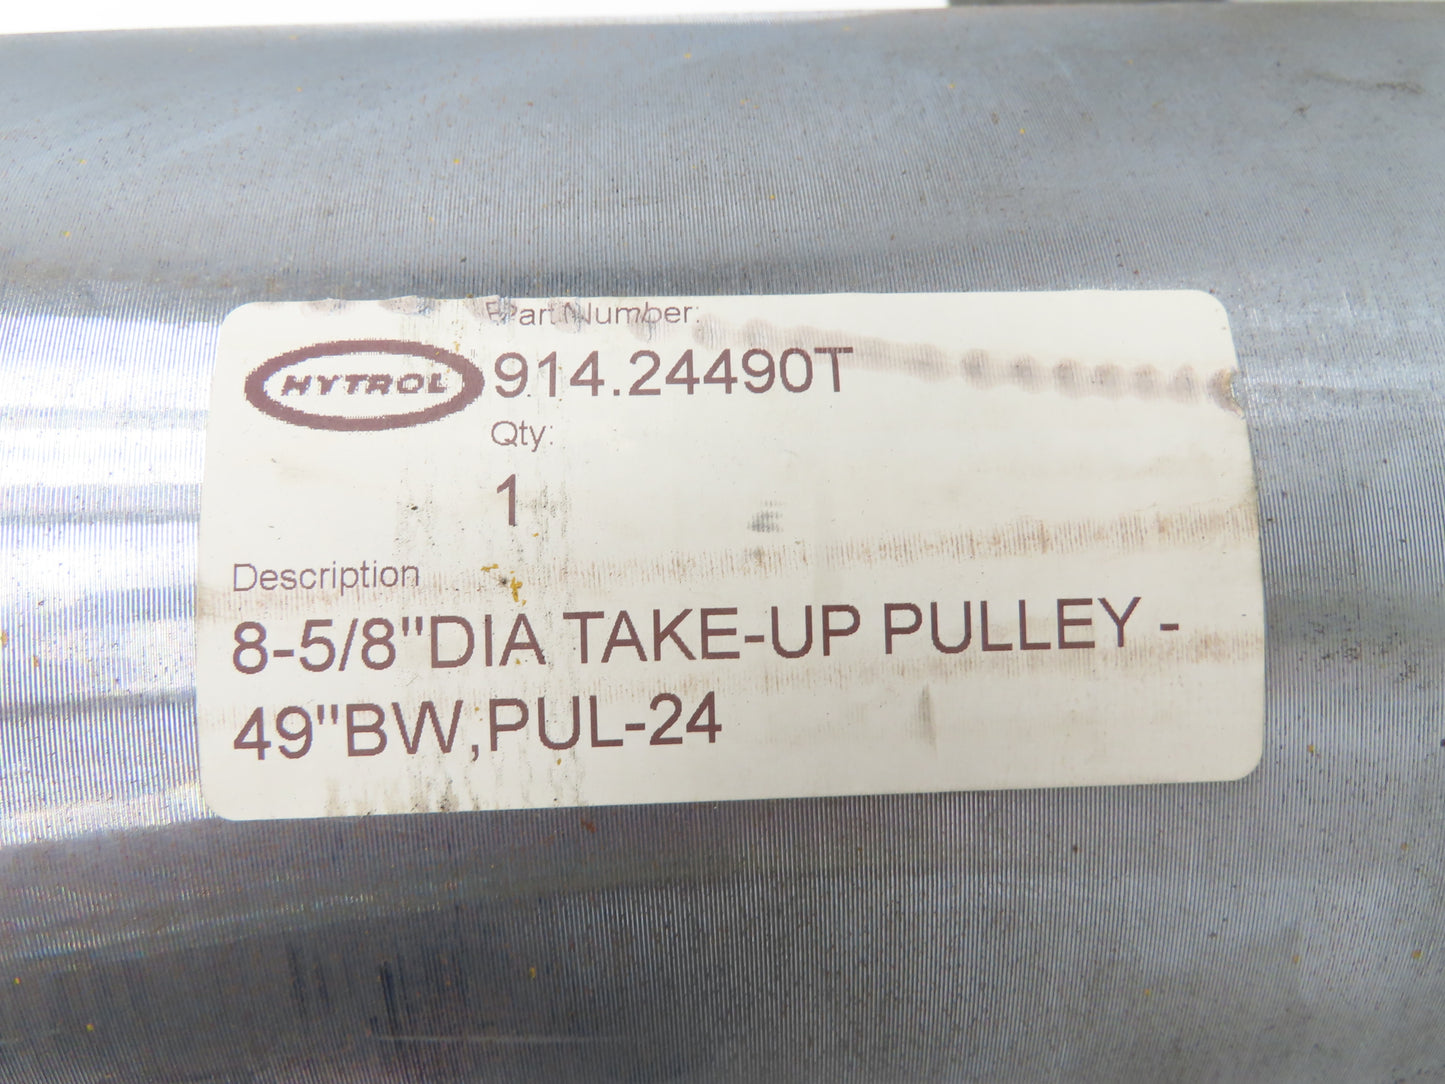 Part Number:
HYTROL
914.24490T
Qty:
1
Description
8-5/8"DIA TAKE-UP PULLEY -
49"BW,PUL-24